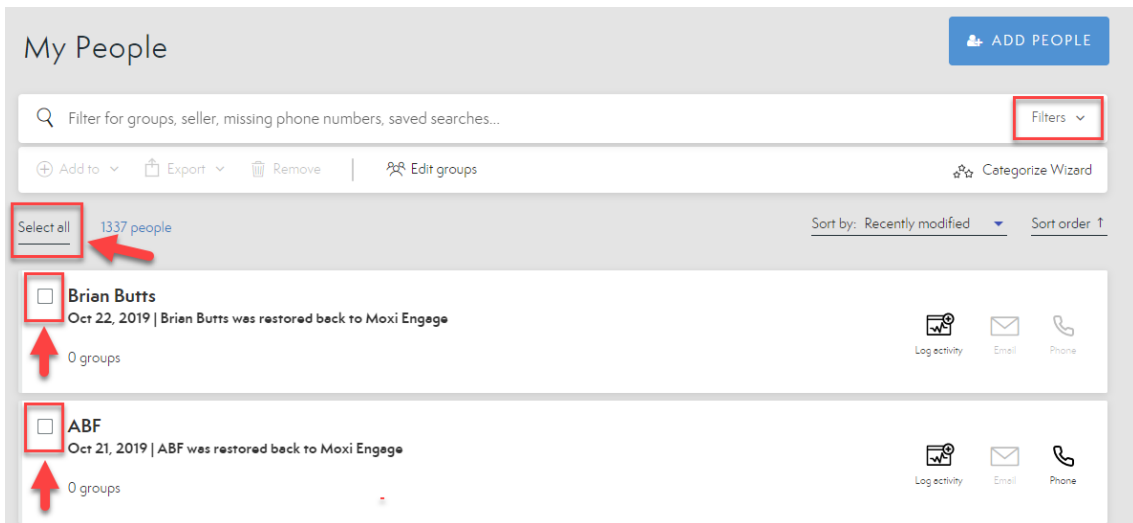 My People
ADD PEOPLE
Filter for groups, seller, missing phone numbers, saved searches...
Filters
Add to Export Remove Edit groups Categorize Wizard
Select all 1337 people Sort by: Recently modified Sort order ↑
Brian Butts
Oct 22, 2019 | Brian Butts was restored back to Moxi Engage
Log activity Email Phone
0 groups
ABF
Oct 21, 2019 | ABF was restored back to Moxi Engage
Log activity Email Phone
0 groups